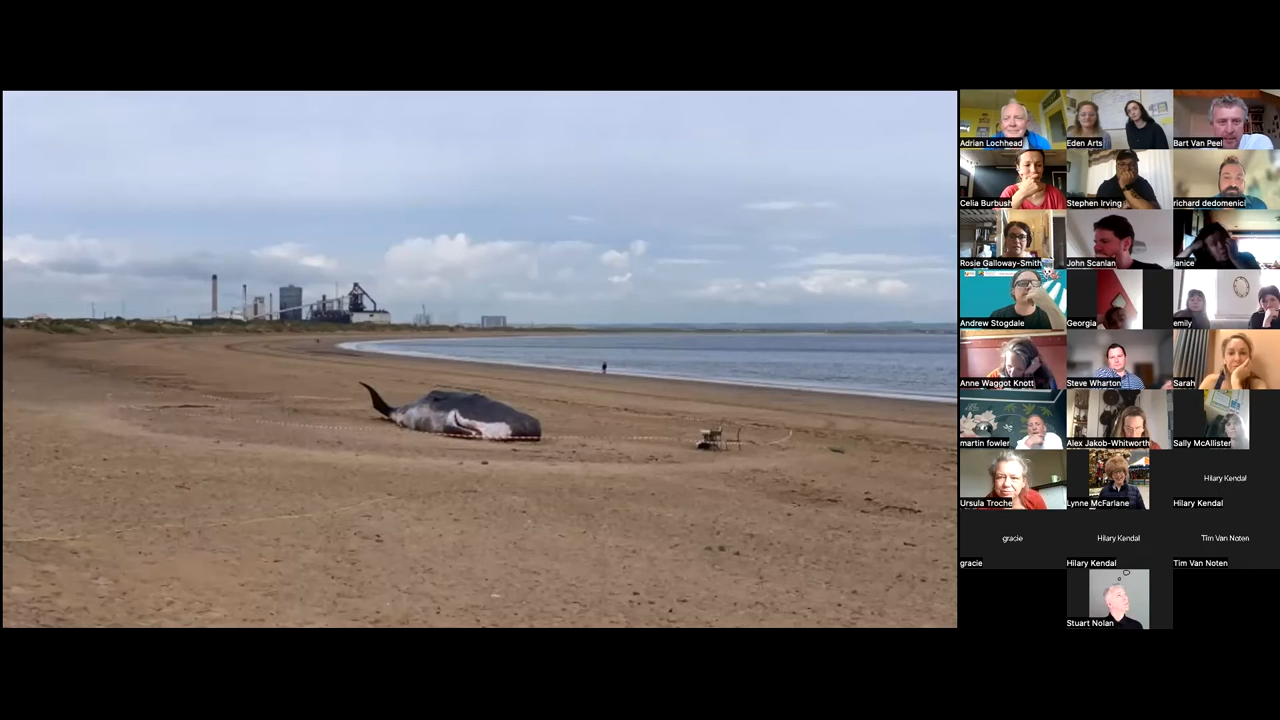 Adrian Lochhead
Eden Arts
Bart Van Peel
Celia Burbush
Stephen Irving
richard dedomenici
Rosie Galloway-Smith
John Scanlan
janice
Andrew Stogdale
Georgia
emily
Anne Waggot Knott
Steve Wharton
Sarah
martin fowler
Alex Jakob-Whitworth
Sally McAllister
Ursula Troche
Lynne McFarlane
Hilary Kendal
Hilary Kendal
gracie
Hilary Kendal
Tim Van Noten
gracie
Hilary Kendal
Tim Van Noten
Stuart Nolan